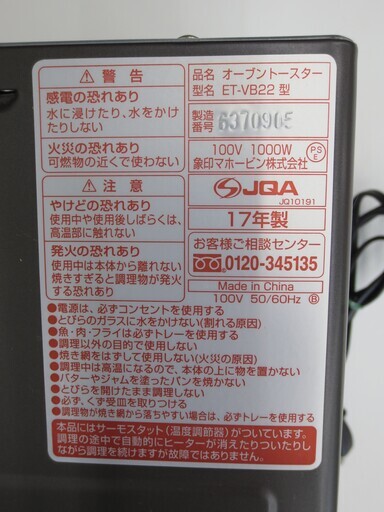 ⚠ 警告
感電の恐れあり
水に浸けたり、水をかけ
たりしない
火災の恐れあり
可燃物の近くで使わない
⚠ 注意
やけどの恐れあり
使用中や使用後しばらくは、
高温部に触れない
発火の恐れあり
使用中は本体から離れない
焼きすぎると発火する
品名 オーブントースター
型名 ET-VB22 型
製造
番号 6370905
100V 1000W
PS
E
象印マホービン株式会社
JQA
JQ10191
17年製
お客様ご相談センター
0120-345135
Made in China
100V 50/60Hz Ⓑ
●電源は、必ずコンセントを使用する
●とびらのガラスに水をかけない(割れる原因)
●魚・肉・フライは必ずトレーを使用する
●調理以外の目的で使用しない
●焼き網をはずして使用しない(火災の原因)
●調理中は高温になるので、本体の上に物を置かない
●バターやジャムを塗ったパンを焼かない
●とびらを開けたまま調理しない
●必ず、くず受皿を取りつける
●調理物が焼き網から落ちやすい場合は、必ずトレーを使用する
本品にはサーモスタット(温度調節器)がついています。
調理の途中で自動的にヒーターが消えたりついたりし
ながら調理を続けますが故障ではありません。